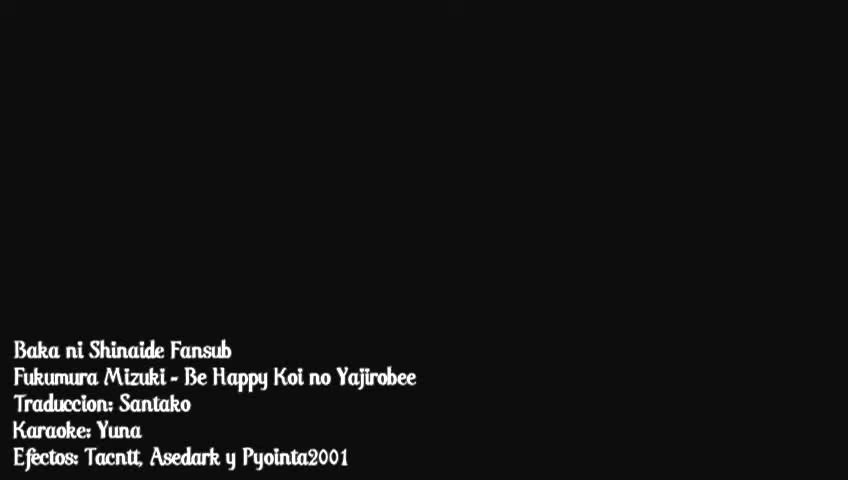 Baka ni Shinaide Fansub
Fukumura Mizuki - Be Happy Koi no Yajirobee
Traduccion: Santako
Karaoke: Yuna
Efectos: Tacntt, Asedark y Pyointa2001